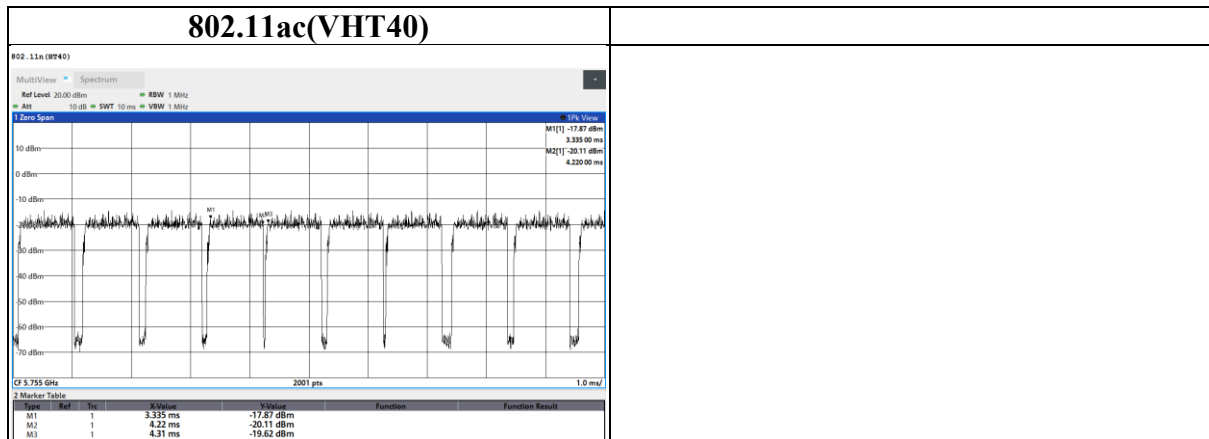 802.11ac(VHT40)
802.11n(HT40)
MultiView Spectrum
Ref Level 20.00 dBm RBW 1 MHz
Att 10 dB SWT 10 ms VBW 1 MHz
1 Zero Span 1Pk View
M1[1] -17.87 dBm
3.335 00 ms
M2[1] -20.11 dBm
4.220 00 ms
10 dBm
0 dBm
-10 dBm
M1
M3
-20 dBm
-30 dBm
-40 dBm
-50 dBm
-60 dBm
-70 dBm
CF 5.755 GHz 2001 pts 1.0 ms/
2 Marker Table
Type Ref Trc X-Value Y-Value Function Function Result
M1 1 3.335 ms -17.87 dBm
M2 1 4.22 ms -20.11 dBm
M3 1 4.31 ms -19.62 dBm